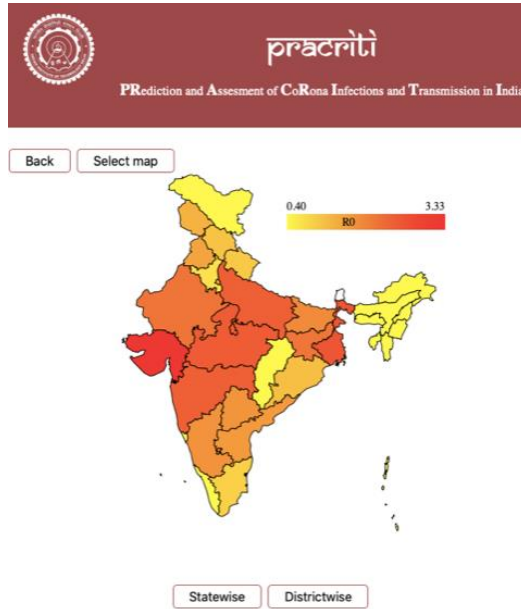 pracriti
PRediction and Assesment of CoRona Infections and Transmission in India
Back
Select map
0.40
3.33
R0
Statewise
Districtwise